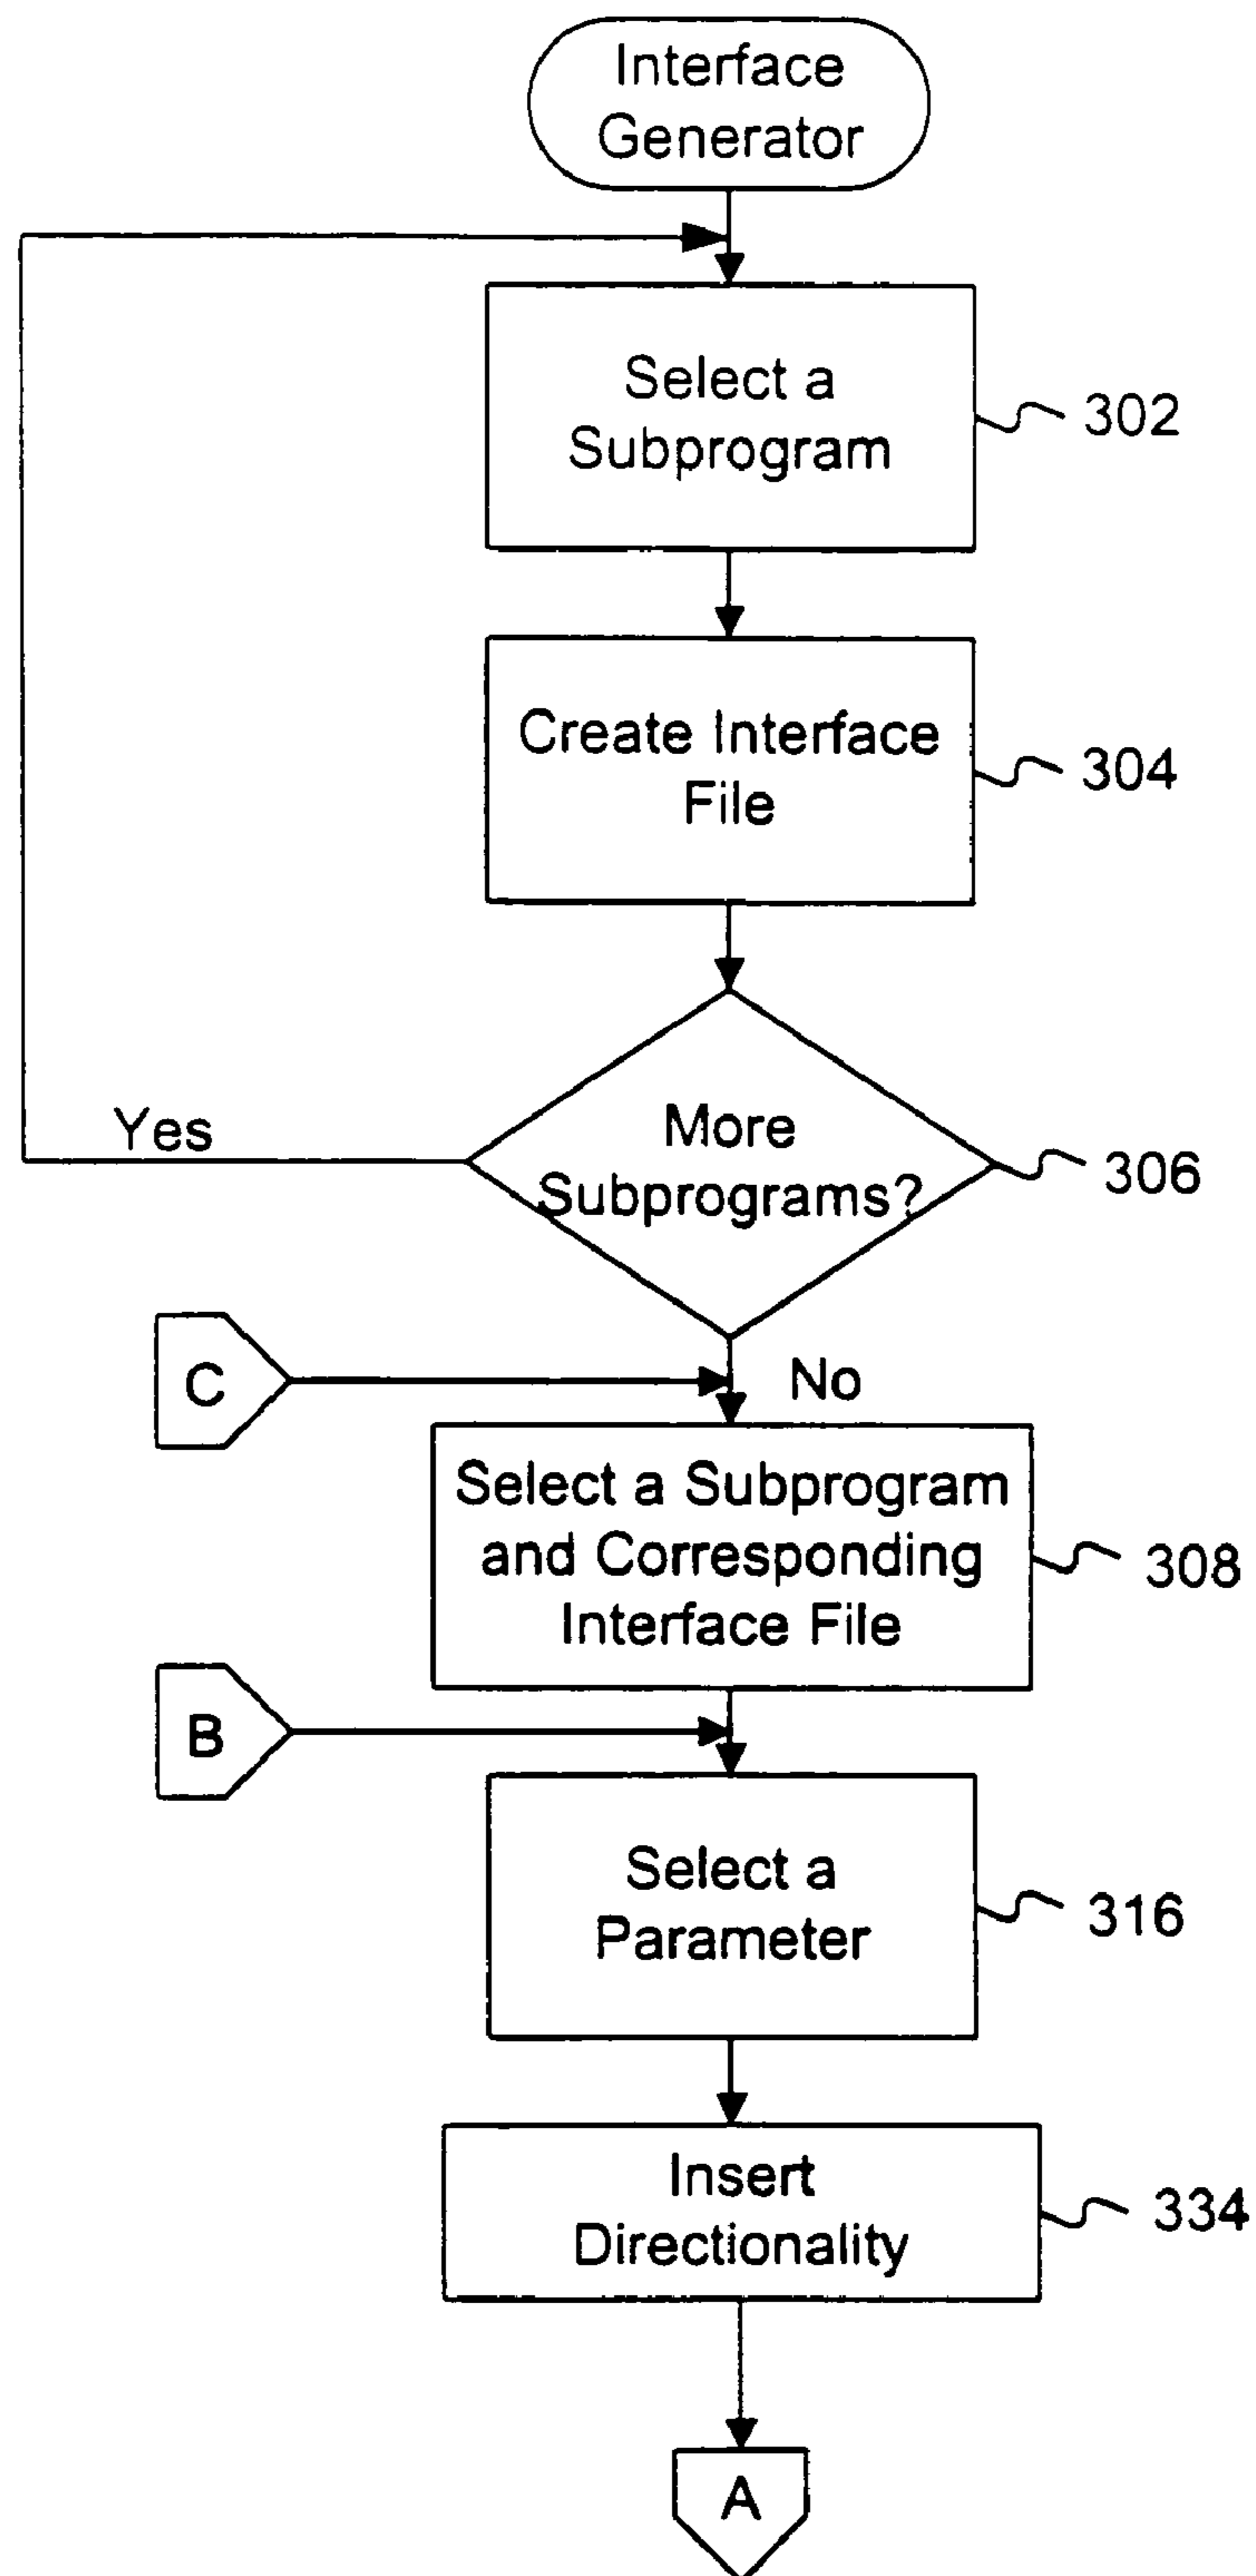 Interface
Generator
Select a
Subprogram
302
Create Interface
File
304
More
Subprograms?
306
Yes
No
C
Select a Subprogram
and Corresponding
Interface File
308
B
Select a
Parameter
316
Insert
Directionality
334
A